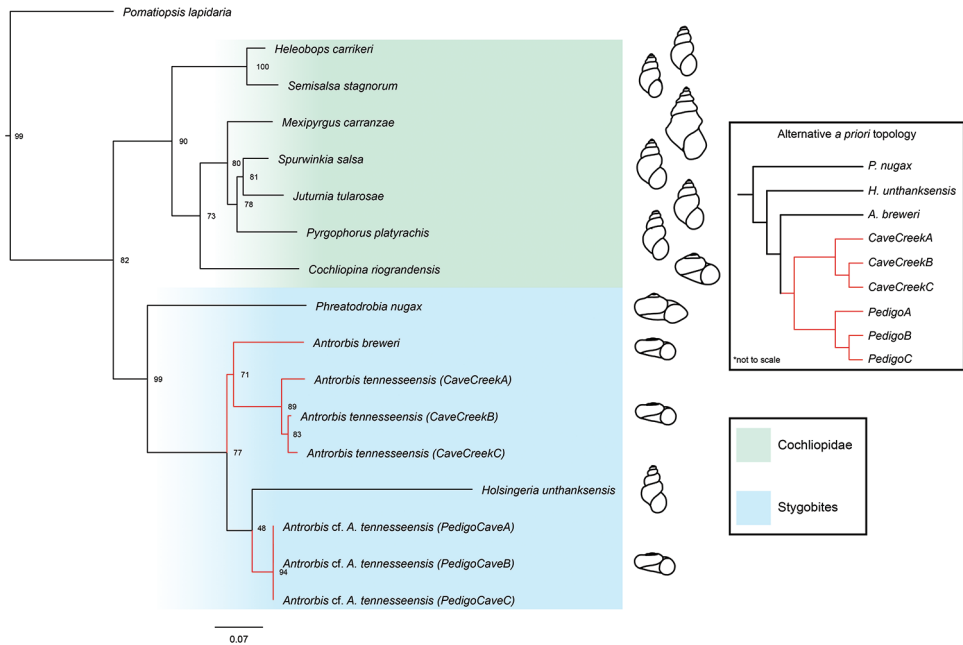 Pomatiopsis lapidaria
Heleobops carrikeri
100
Semisalsa stagnorum
Mexipyrgus carranzae
99
90
80
Spurwinkia salsa
81
Juturnia tularosae
78
73
Pyrgophorus platyrachis
82
Cochliopina riograndensis
Phreatodrobia nugax
Antrorbis breweri
71
99
Antrorbis tennesseensis (CaveCreekA)
89
Antrorbis tennesseensis (CaveCreekB)
83
77
Antrorbis tennesseensis (CaveCreekC)
Holsingeria unthanksensis
48
Antrorbis cf. A. tennesseensis (PedigoCaveA)
Antrorbis cf. A. tennesseensis (PedigoCaveB)
94
Antrorbis cf. A. tennesseensis (PedigoCaveC)
0.07
Alternative a priori topology
P. nugax
H. unthanksensis
A. breweri
CaveCreekA
CaveCreekB
CaveCreekC
PedigoA
PedigoB
PedigoC
*not to scale
Cochliopidae
Stygobites